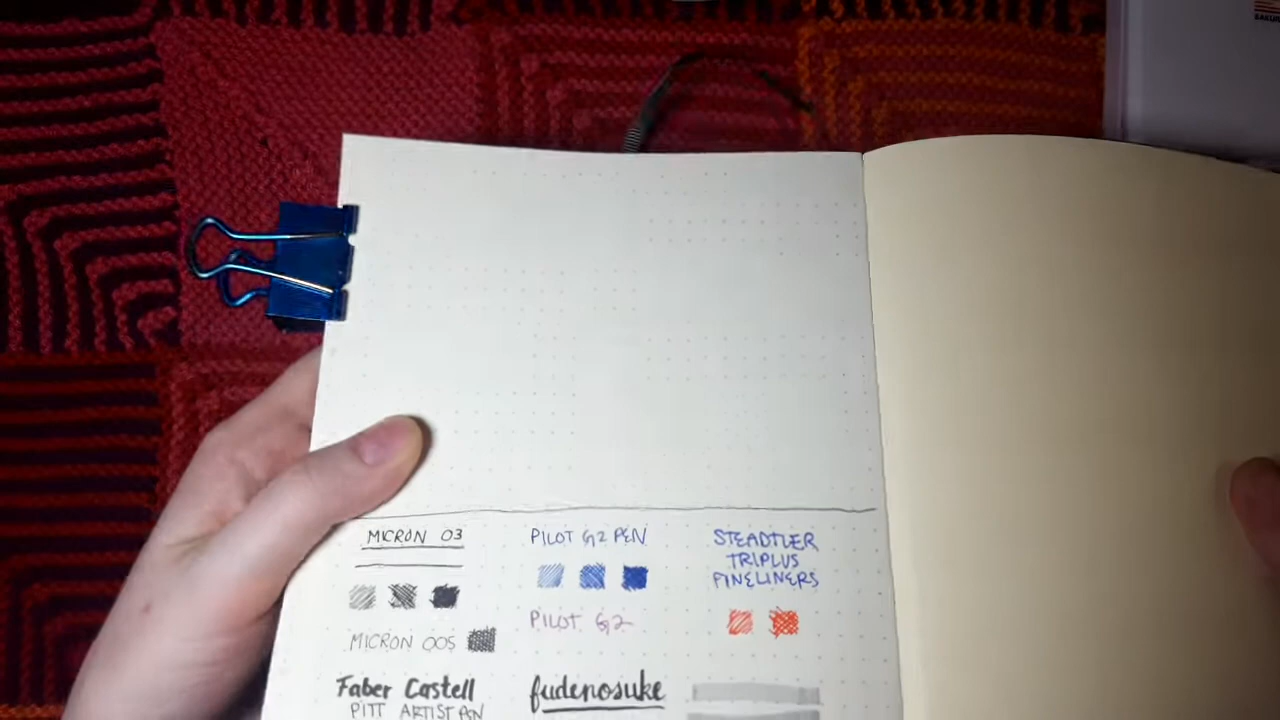 MICRON 03
MICRON 005
Faber Castell
PITT ARTIST PEN
PILOT G2 PEN
PILOT G2
fudenosuke
STEADTLER
TRIPLUS
FINELINERS